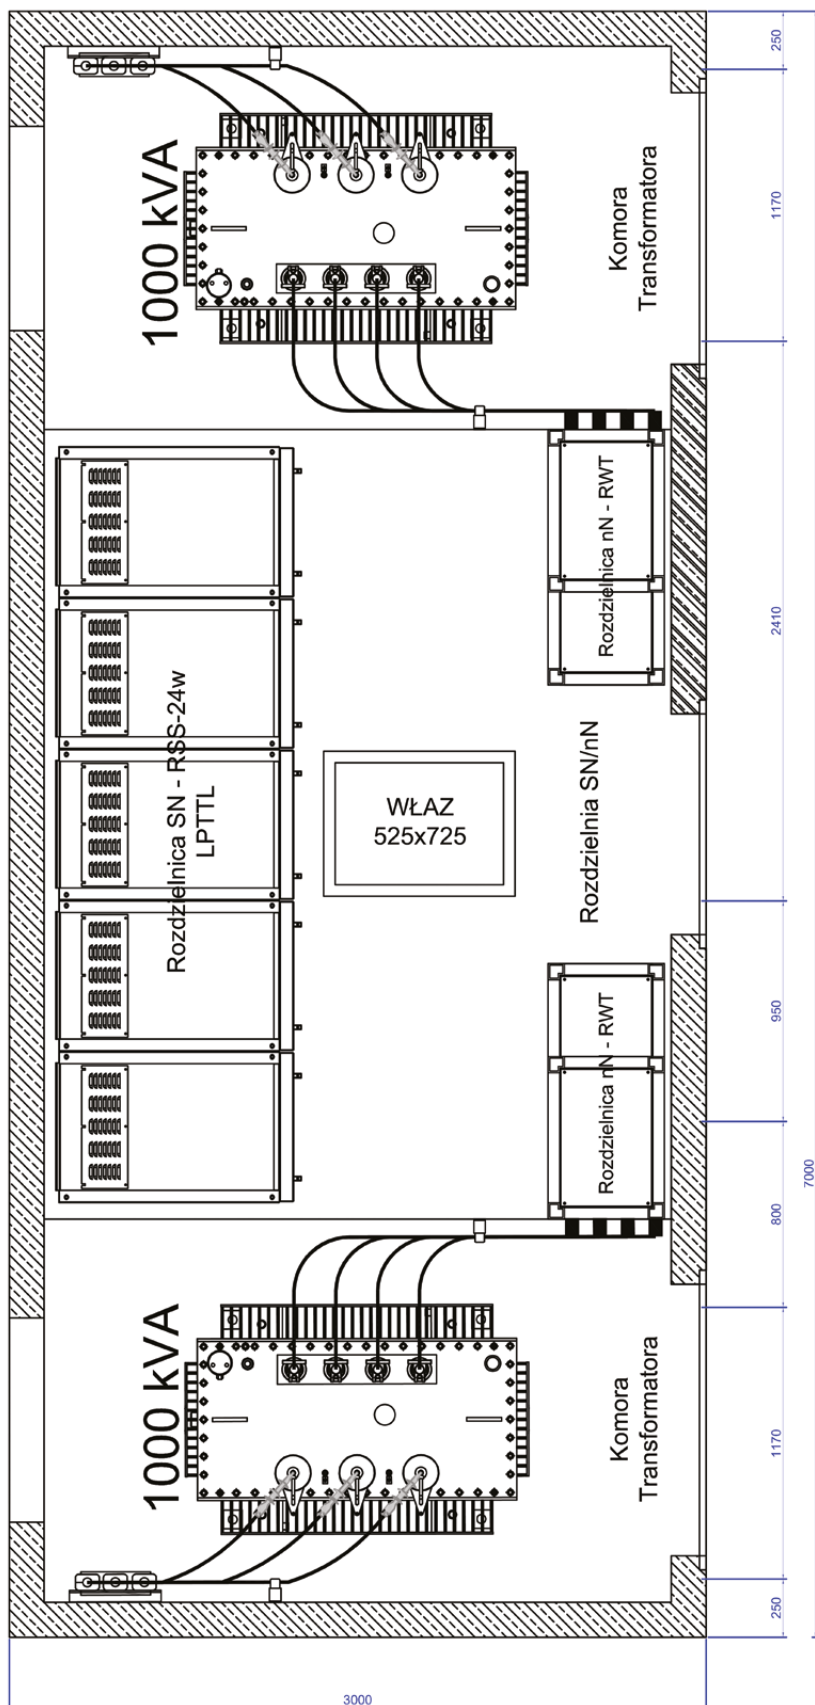 250
1000 kVA
Komora
Transformatora
1170
Rozdzielnica nN - RWT
2410
Rozdzielnica SN - RSS-24w
LPTTL
WŁAZ
525x725
Rozdzielnia SN/nN
950
Rozdzielnica nN - RWT
7000
800
1000 kVA
Komora
Transformatora
1170
250
3000